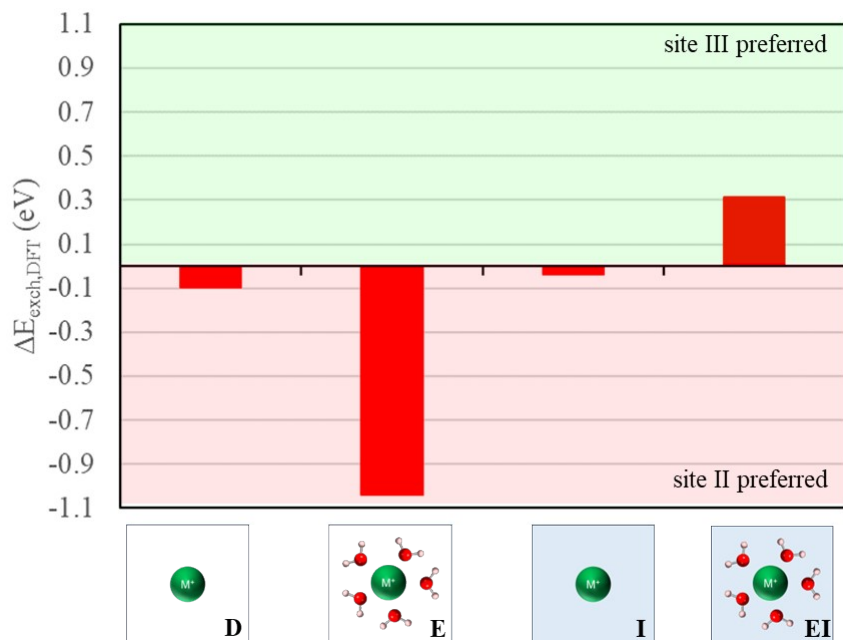 1.1
site III preferred
0.9
0.7
0.5
0.3
0.1
-0.1
-0.3
-0.5
-0.7
-0.9
site II preferred
-1.1
ΔE_exch,DFT (eV)
M⁺
D
M⁺
E
M⁺
I
M⁺
EI